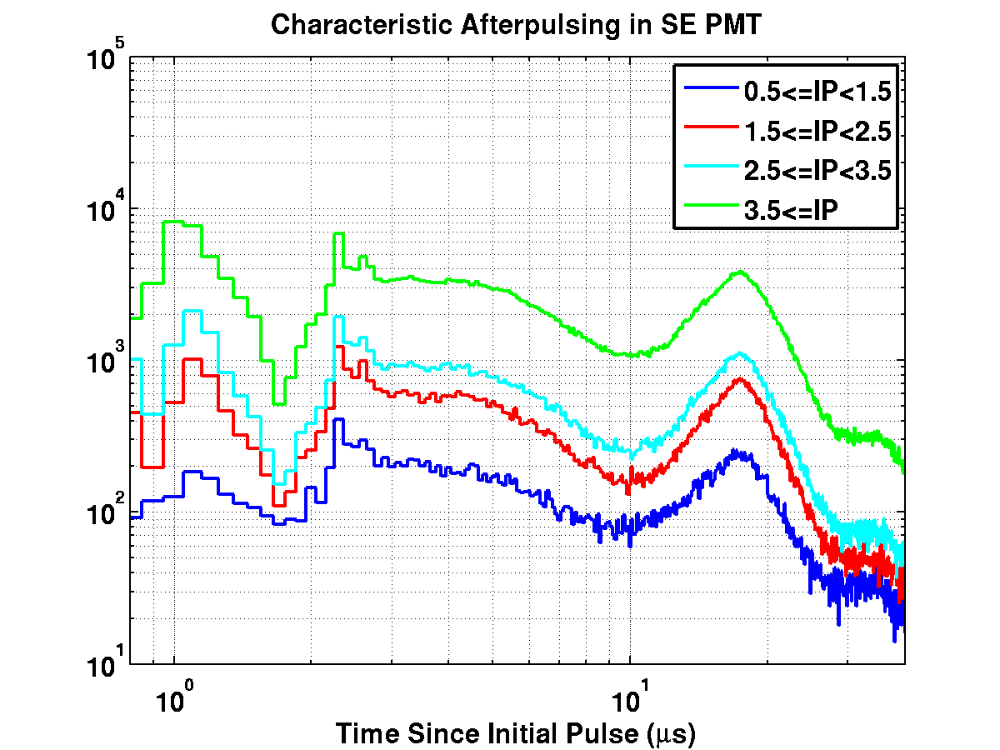 Characteristic Afterpulsing in SE PMT
10^5
10^4
10^3
10^2
10^1
0.5<=IP<1.5
1.5<=IP<2.5
2.5<=IP<3.5
3.5<=IP
10^0
10^1
Time Since Initial Pulse (μs)